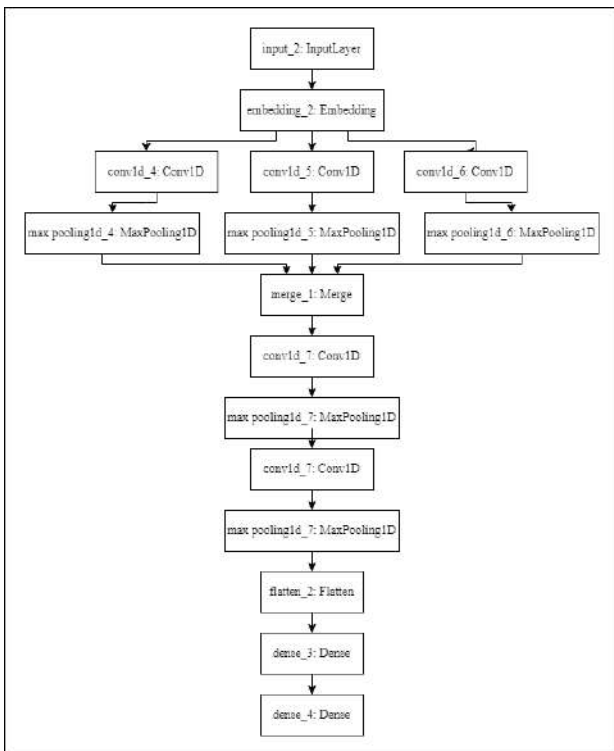 input_2: InputLayer
embedding_2: Embedding
conv1d_4: Conv1D
conv1d_5: Conv1D
conv1d_6: Conv1D
max pooling1d_4: MaxPooling1D
max pooling1d_5: MaxPooling1D
max pooling1d_6: MaxPooling1D
merge_1: Merge
conv1d_7: Conv1D
max pooling1d_7: MaxPooling1D
conv1d_7: Conv1D
max pooling1d_7: MaxPooling1D
flatten_2: Flatten
dense_3: Dense
dense_4: Dense